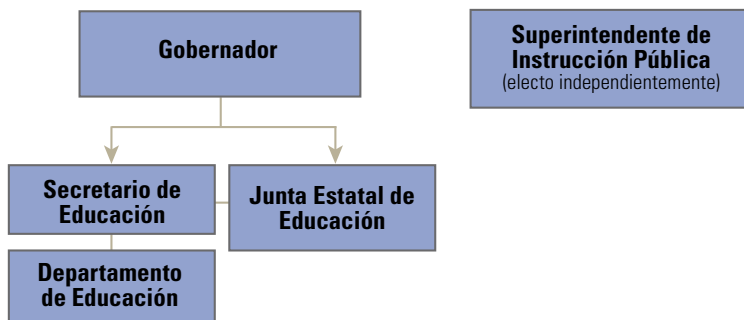 Gobernador
Superintendente de
Instrucción Pública
(electo independientemente)
Secretario de
Educación
Junta Estatal de
Educación
Departamento
de Educación